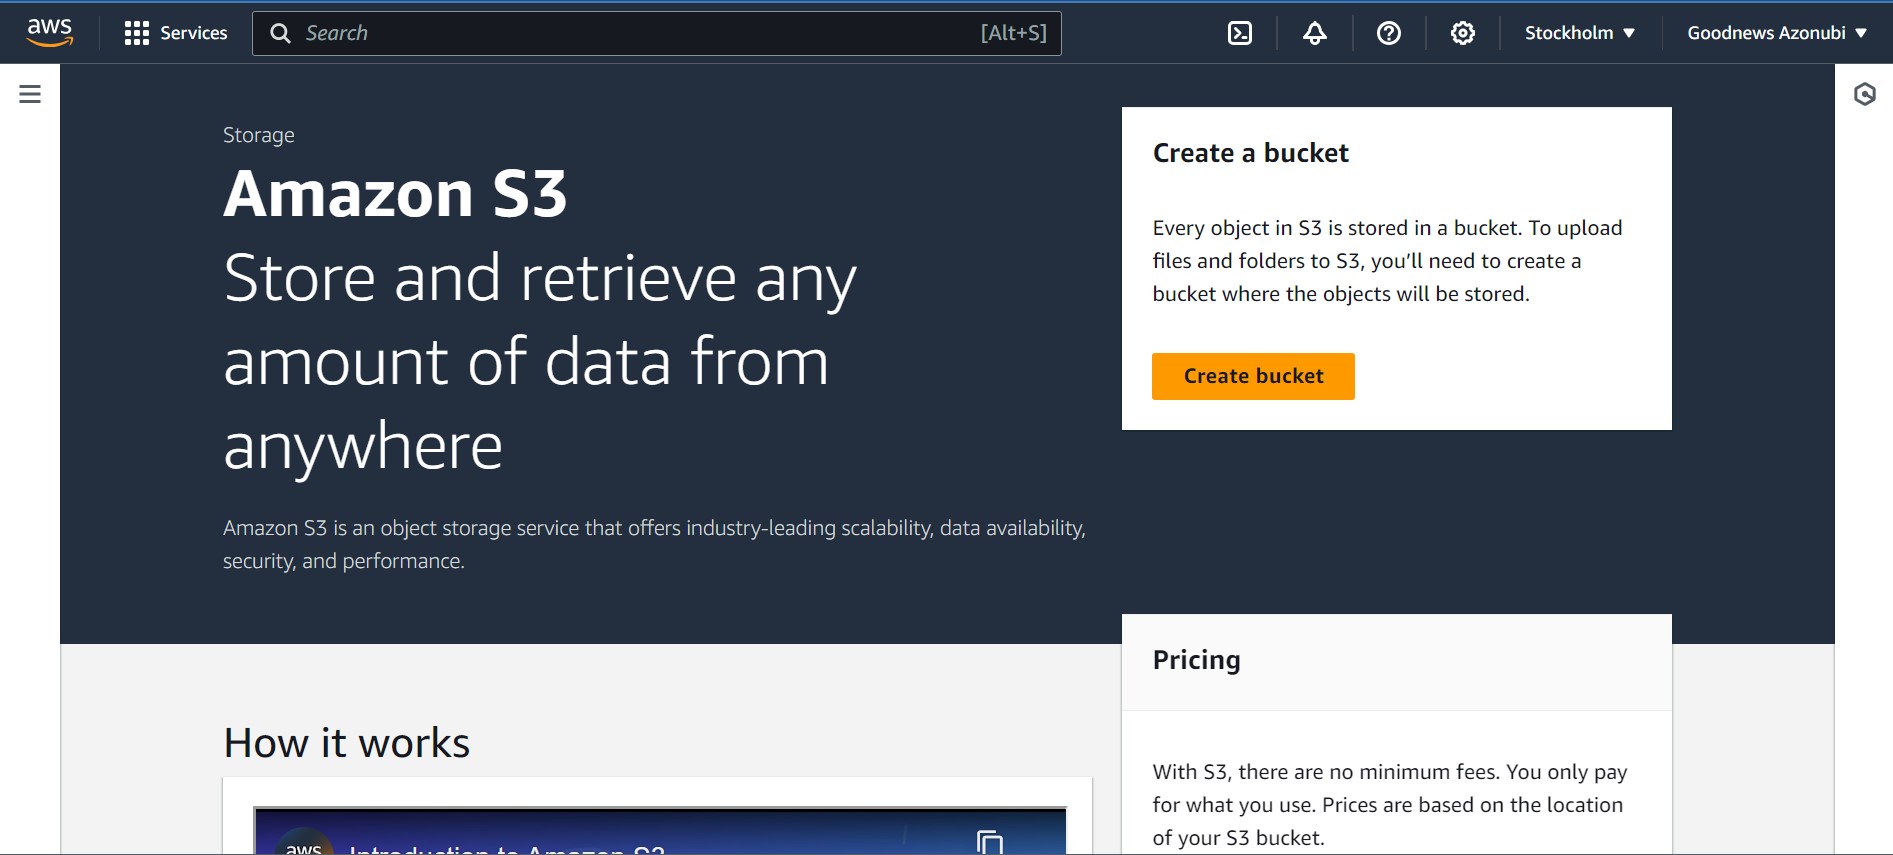 aws
Services
Search [Alt+S]
Stockholm
Goodnews Azonubi
Storage
Amazon S3
Store and retrieve any
amount of data from
anywhere
Amazon S3 is an object storage service that offers industry-leading scalability, data availability,
security, and performance.
Create a bucket
Every object in S3 is stored in a bucket. To upload
files and folders to S3, you’ll need to create a
bucket where the objects will be stored.
Create bucket
How it works
aws
Introduction to Amazon S3
Pricing
With S3, there are no minimum fees. You only pay
for what you use. Prices are based on the location
of your S3 bucket.